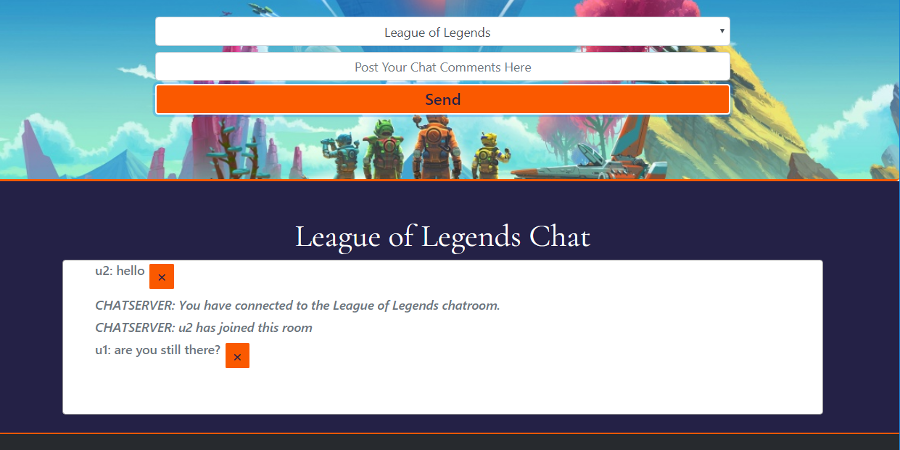 League of Legends
Post Your Chat Comments Here
Send
League of Legends Chat
u2: hello ×
CHATSERVER: You have connected to the League of Legends chatroom.
CHATSERVER: u2 has joined this room
u1: are you still there? ×